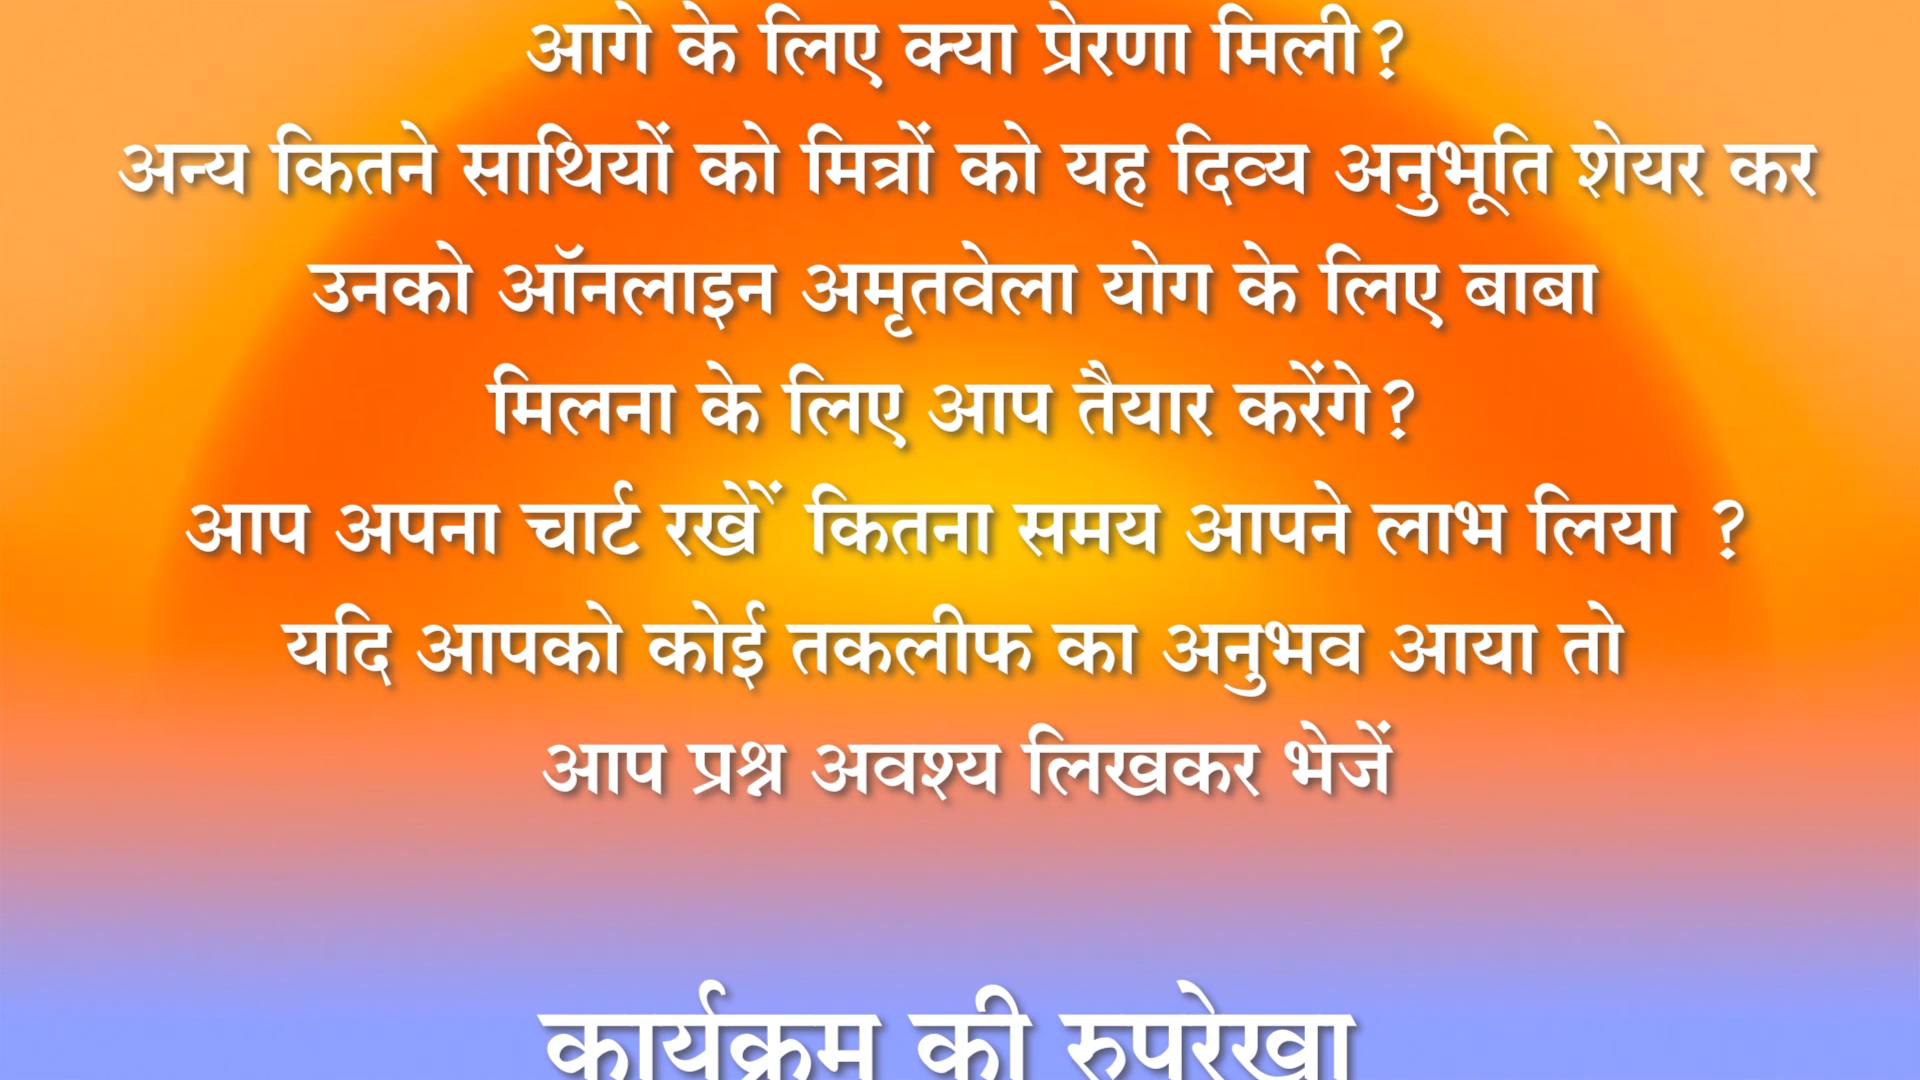 आगे के लिए क्या प्रेरणा मिली?
अन्य कितने साथियों को मित्रों को यह दिव्य अनुभूति शेयर कर
उनको ऑनलाइन अमृतवेला योग के लिए बाबा
मिलना के लिए आप तैयार करेंगे?
आप अपना चार्ट रखेें कितना समय आपने लाभ लिया ?
यदि आपको कोई तकलीफ का अनुभव आया तो
आप प्रश्न अवश्य लिखकर भेजें
कार्यक्रम की रुपरेखा